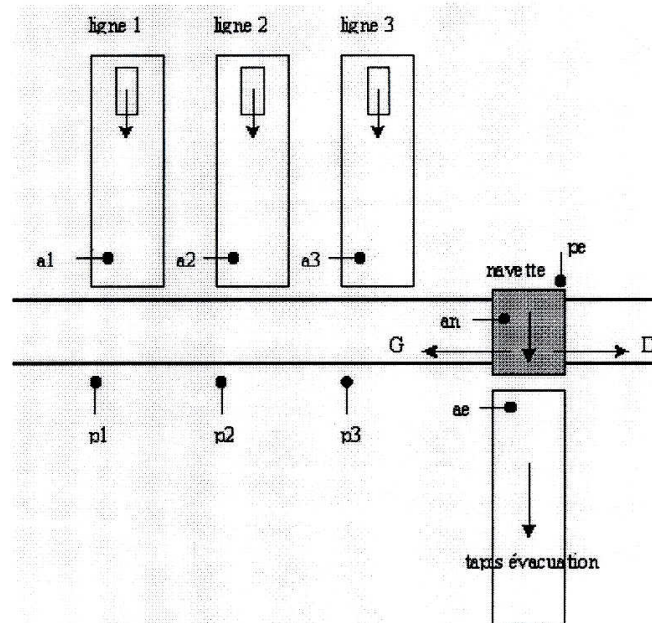 ligne 1 ligne 2 ligne 3
a1 a2 a3 pe
navette
an
G D
ae
p1 p2 p3
tapis évacuation